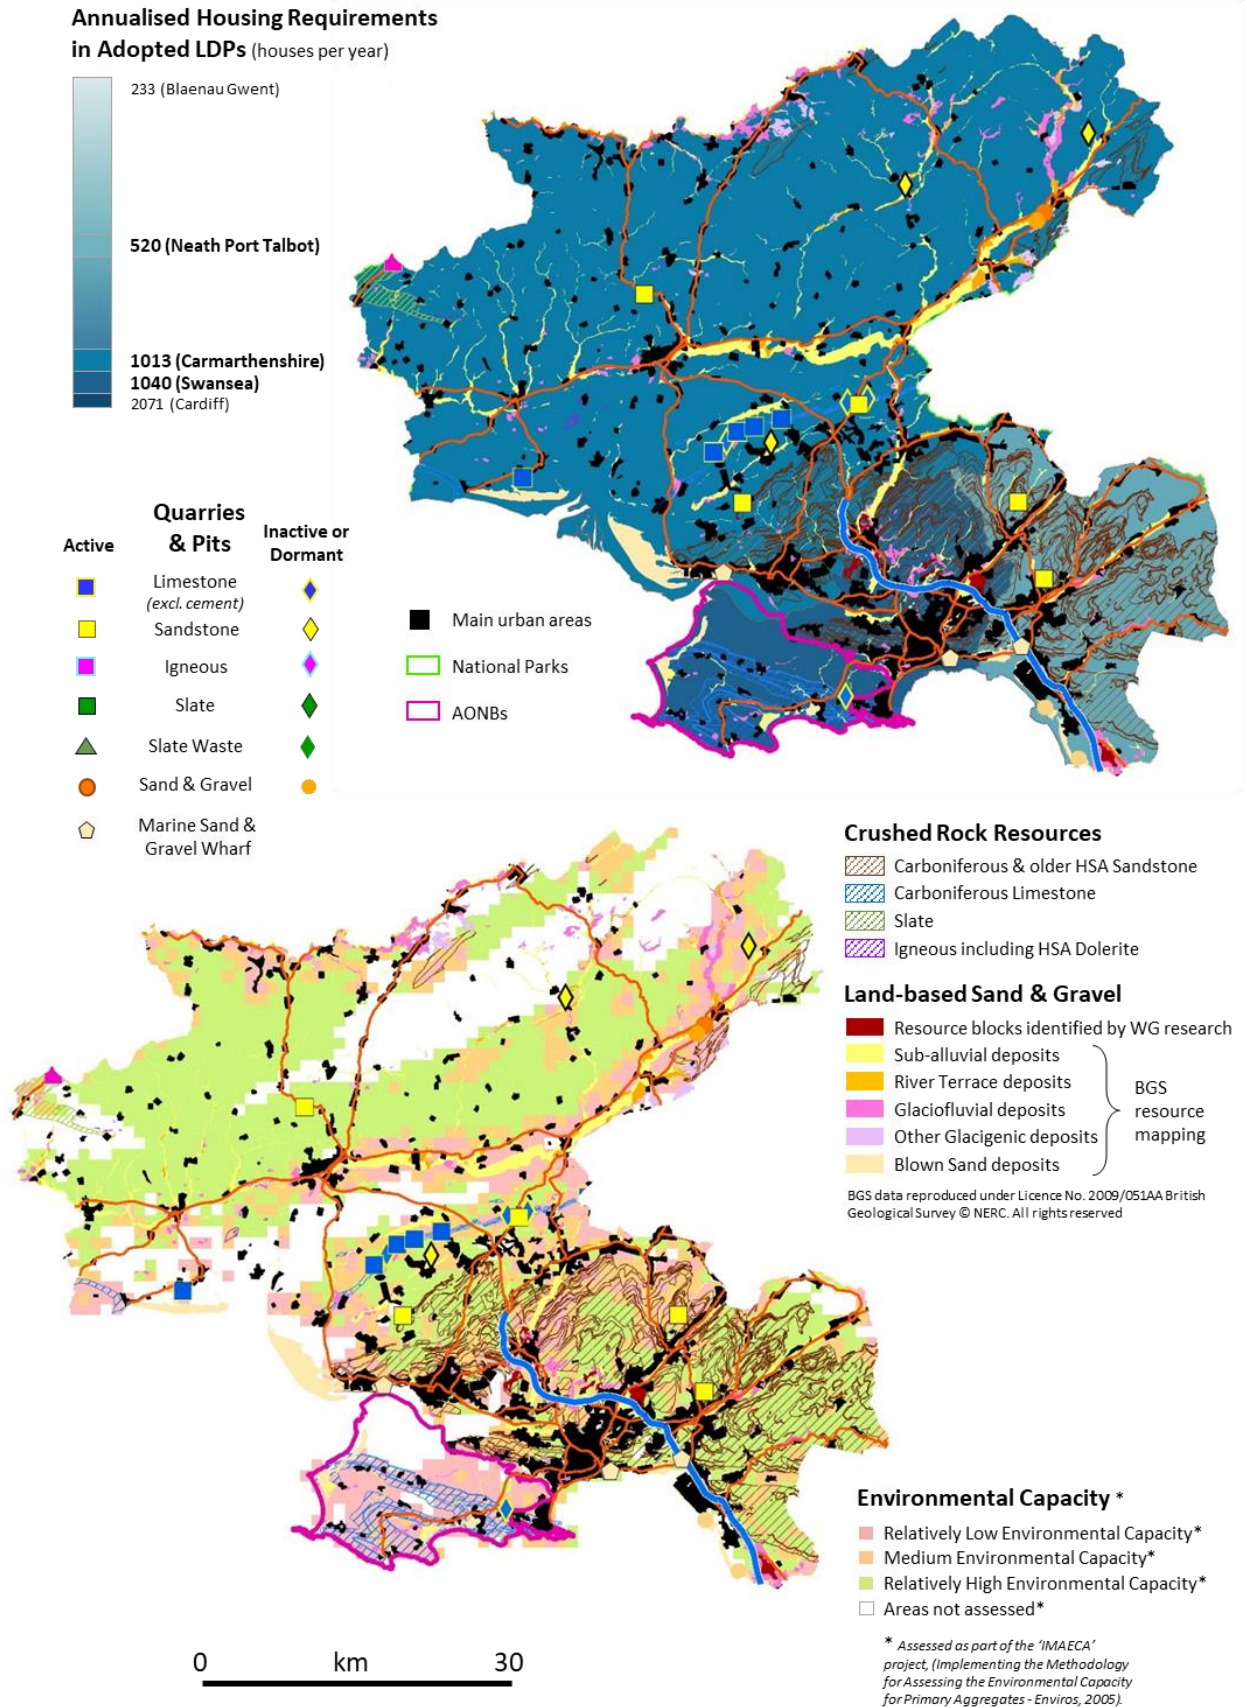 Annualised Housing Requirements
in Adopted LDPs (houses per year)
233 (Blaenau Gwent)
520 (Neath Port Talbot)
1013 (Carmarthenshire)
1040 (Swansea)
2071 (Cardiff)
Active
Quarries
& Pits
Inactive or
Dormant
Limestone
(excl. cement)
Sandstone
Igneous
Slate
Slate Waste
Sand & Gravel
Marine Sand &
Gravel Wharf
Main urban areas
National Parks
AONBs
Crushed Rock Resources
Carboniferous & older HSA Sandstone
Carboniferous Limestone
Slate
Igneous including HSA Dolerite
Land-based Sand & Gravel
Resource blocks identified by WG research
Sub-alluvial deposits
River Terrace deposits
Glaciofluvial deposits
Other Glacigenic deposits
Blown Sand deposits
BGS
resource
mapping
BGS data reproduced under Licence No. 2009/051AA British
Geological Survey © NERC. All rights reserved
Environmental Capacity *
Relatively Low Environmental Capacity*
Medium Environmental Capacity*
Relatively High Environmental Capacity*
Areas not assessed*
* Assessed as part of the ‘IMAECA’
project, (Implementing the Methodology
for Assessing the Environmental Capacity
for Primary Aggregates - Enviros, 2005).
0 km 30